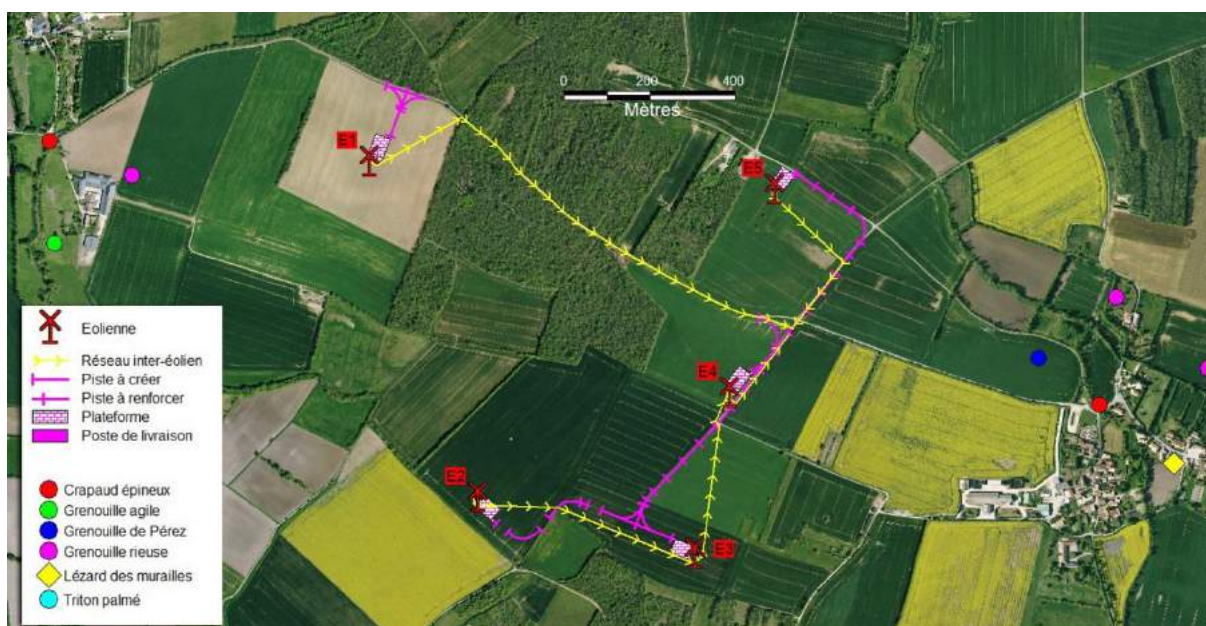 0 200 400
Mètres
E1
E5
E4
E2
E3
Eolienne
Réseau inter-éolien
Piste à créer
Piste à renforcer
Plateforme
Poste de livraison
Crapaud épineux
Grenouille agile
Grenouille de Pérez
Grenouille rieuse
Lézard des murailles
Triton palmé